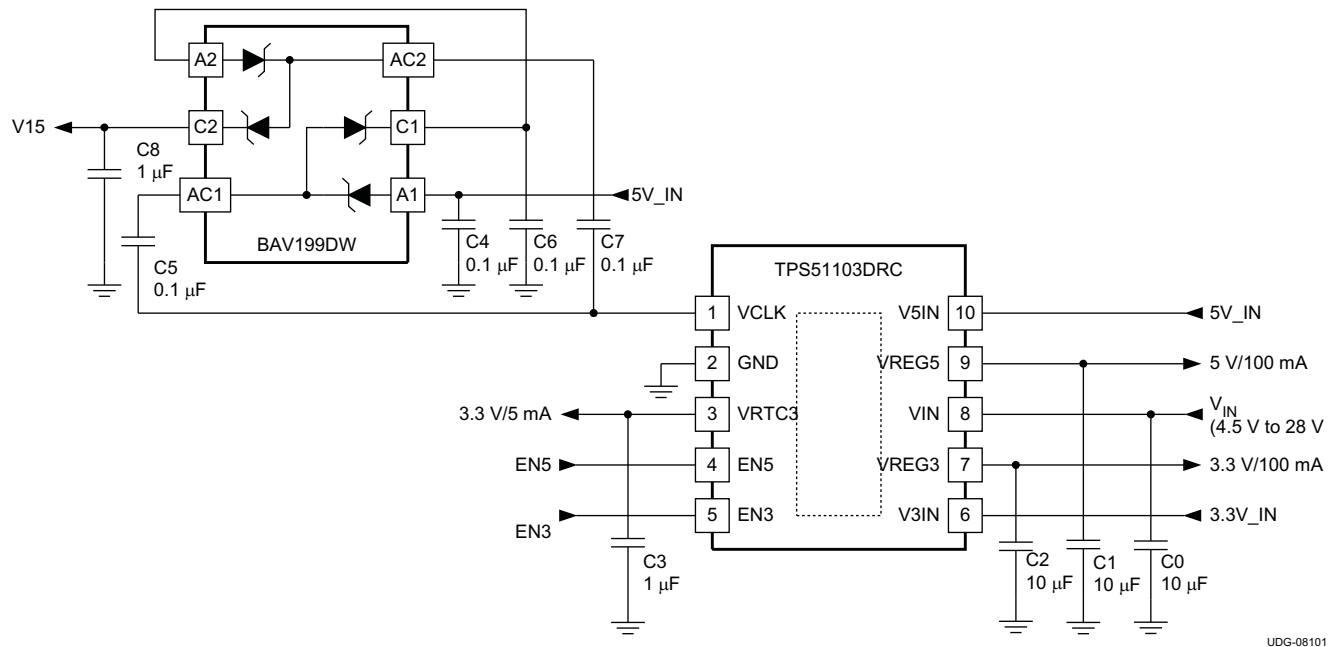 A2
AC2
V15
C2
C1
C8
1 μF
AC1
A1
5V_IN
BAV199DW
C4
0.1 μF
C6
0.1 μF
C7
0.1 μF
C5
0.1 μF
TPS51103DRC
1
VCLK
V5IN
10
5V_IN
2
GND
VREG5
9
5 V/100 mA
3.3 V/5 mA
3
VRTC3
VIN
8
VIN
(4.5 V to 28 V
EN5
4
EN5
VREG3
7
3.3 V/100 mA
EN3
5
EN3
V3IN
6
3.3V_IN
C3
1 μF
C2
10 μF
C1
10 μF
C0
10 μF
UDG-08101